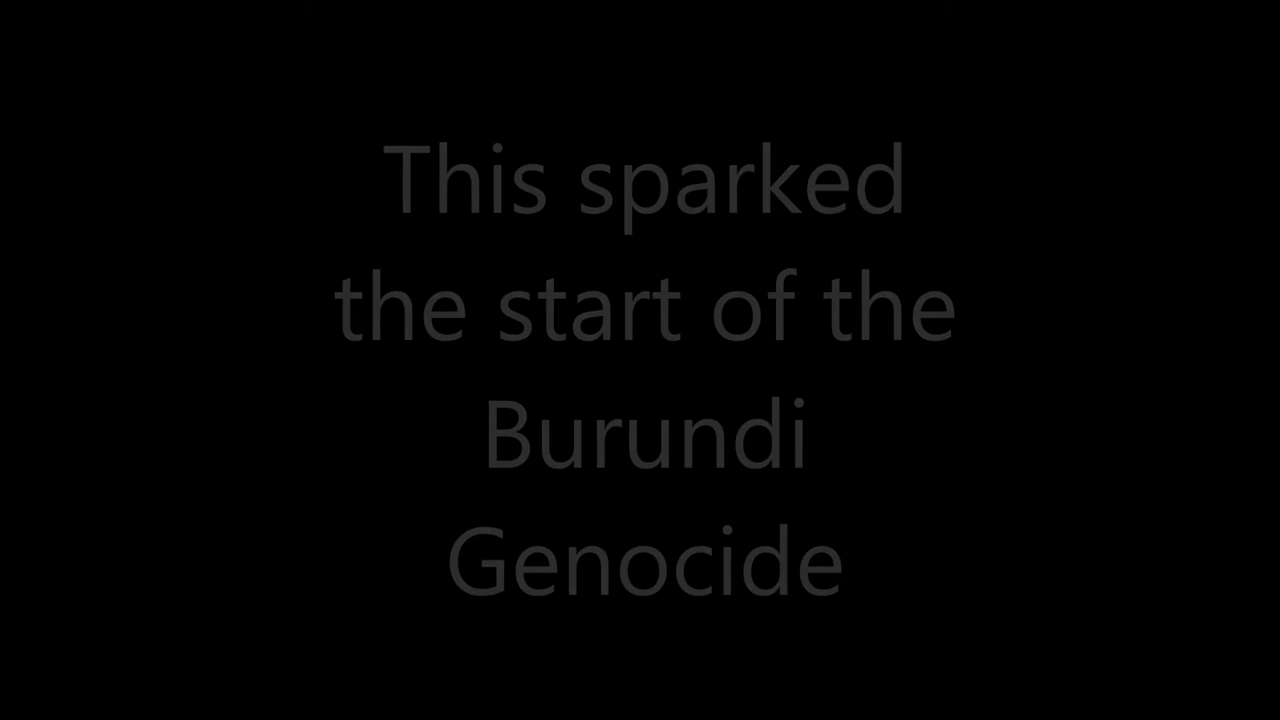 This sparked
the start of the
Burundi
Genocide